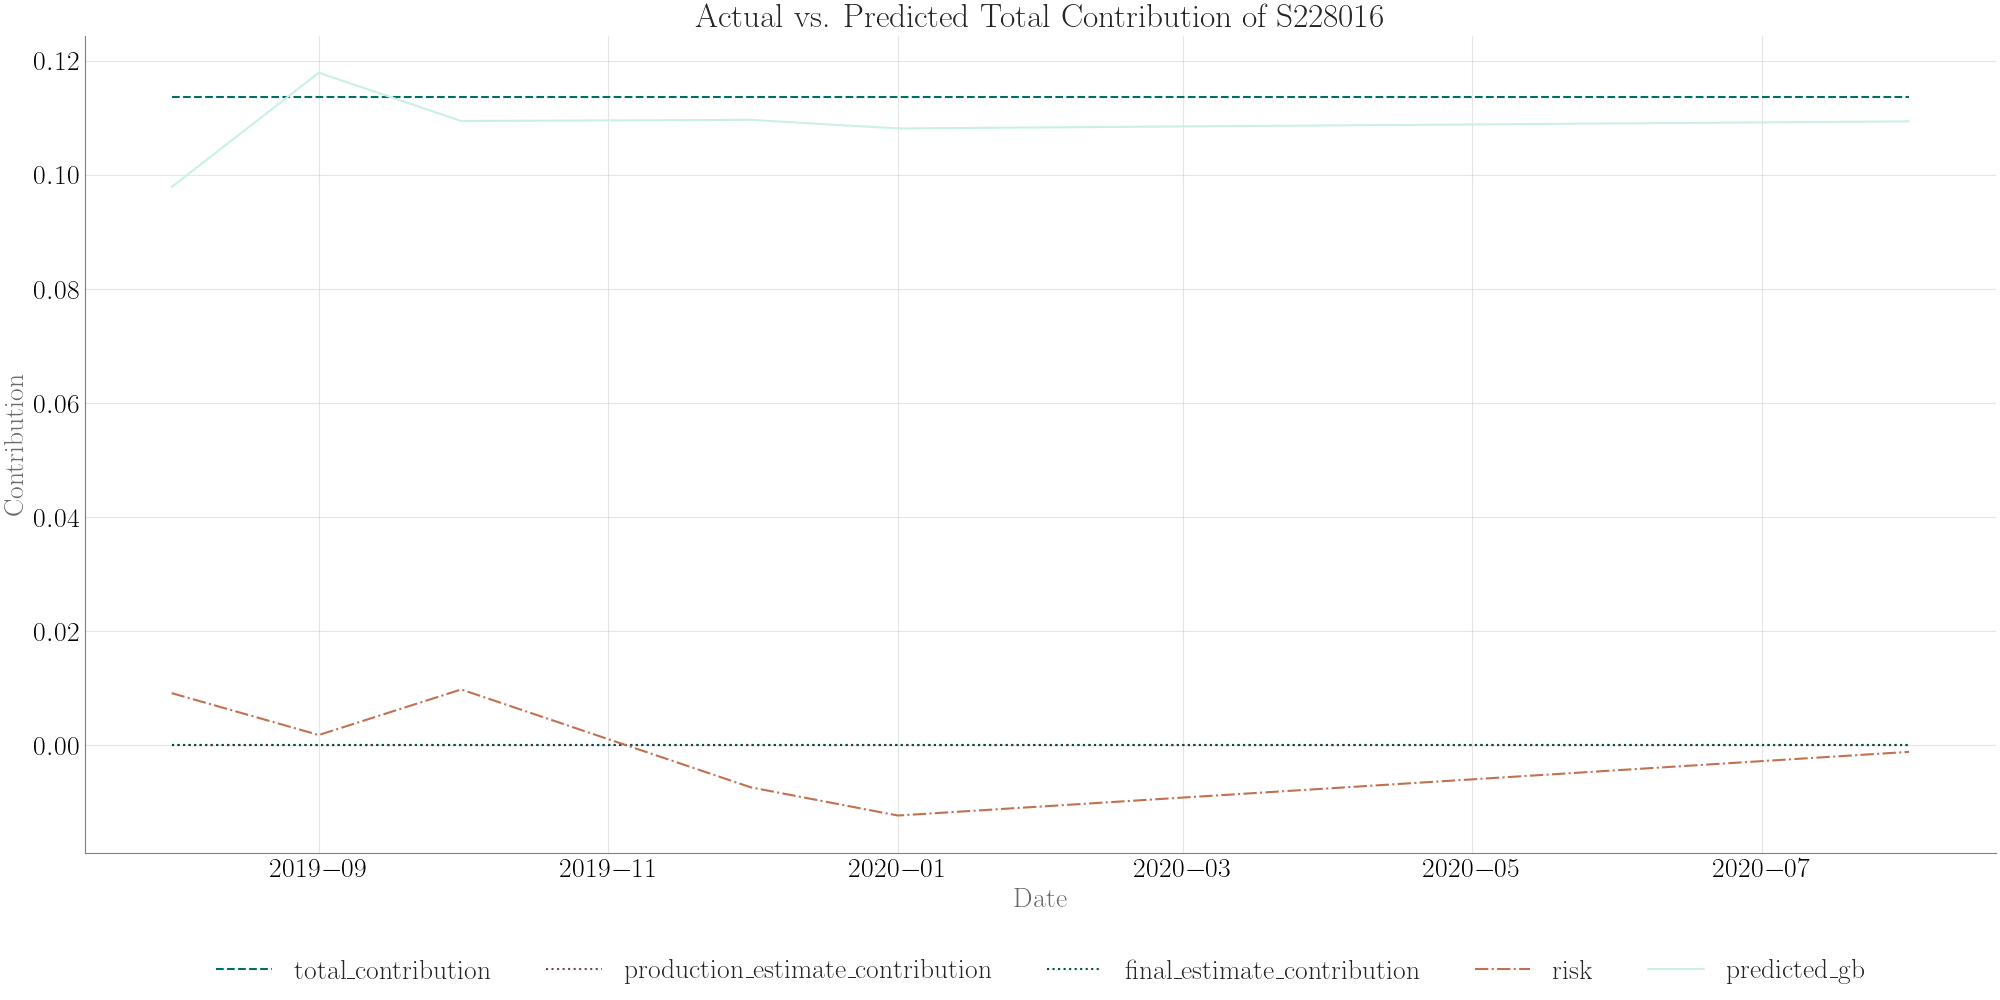 Actual vs. Predicted Total Contribution of S228016
0.12
0.10
0.08
0.06
0.04
0.02
0.00
Contribution
2019–09
2019–11
2020–01
2020–03
2020–05
2020–07
Date
total_contribution
production_estimate_contribution
final_estimate_contribution
risk
predicted_gb